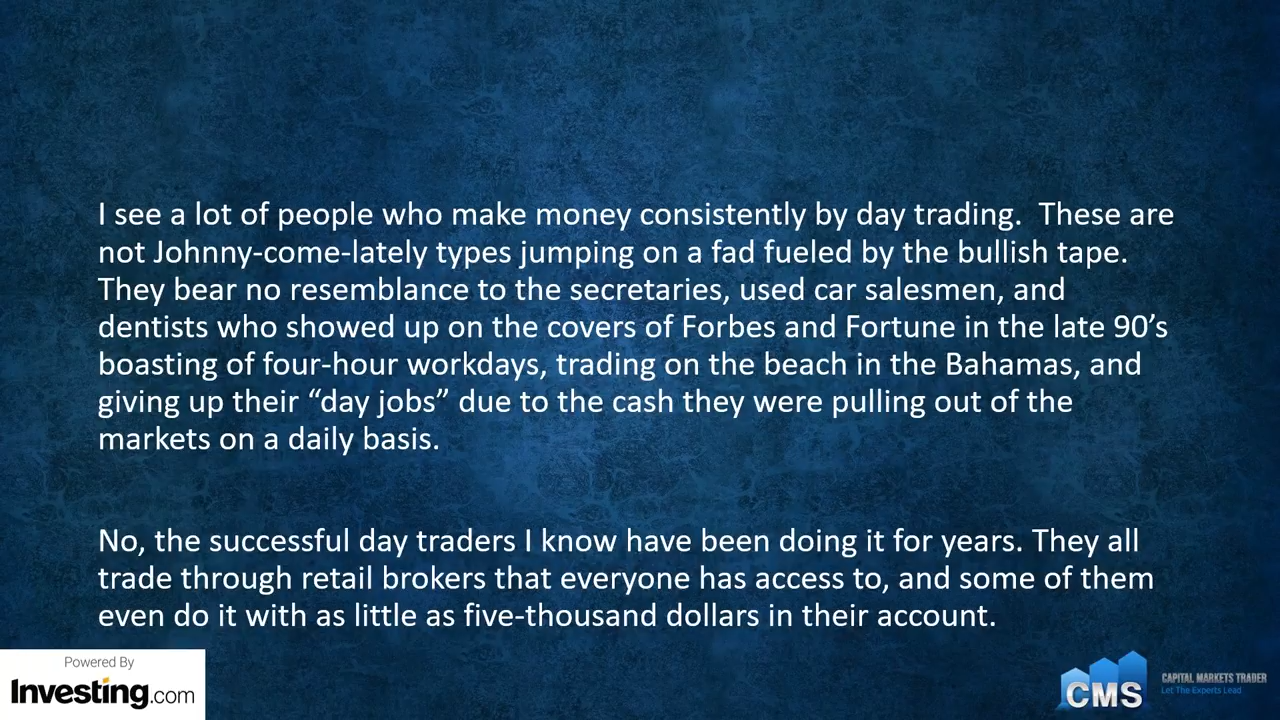 I see a lot of people who make money consistently by day trading.  These are
not Johnny-come-lately types jumping on a fad fueled by the bullish tape.
They bear no resemblance to the secretaries, used car salesmen, and
dentists who showed up on the covers of Forbes and Fortune in the late 90’s
boasting of four-hour workdays, trading on the beach in the Bahamas, and
giving up their “day jobs” due to the cash they were pulling out of the
markets on a daily basis.
No, the successful day traders I know have been doing it for years. They all
trade through retail brokers that everyone has access to, and some of them
even do it with as little as five-thousand dollars in their account.
Powered By
Investing.com
CMS
CAPITAL MARKETS TRADER
Let The Experts Lead